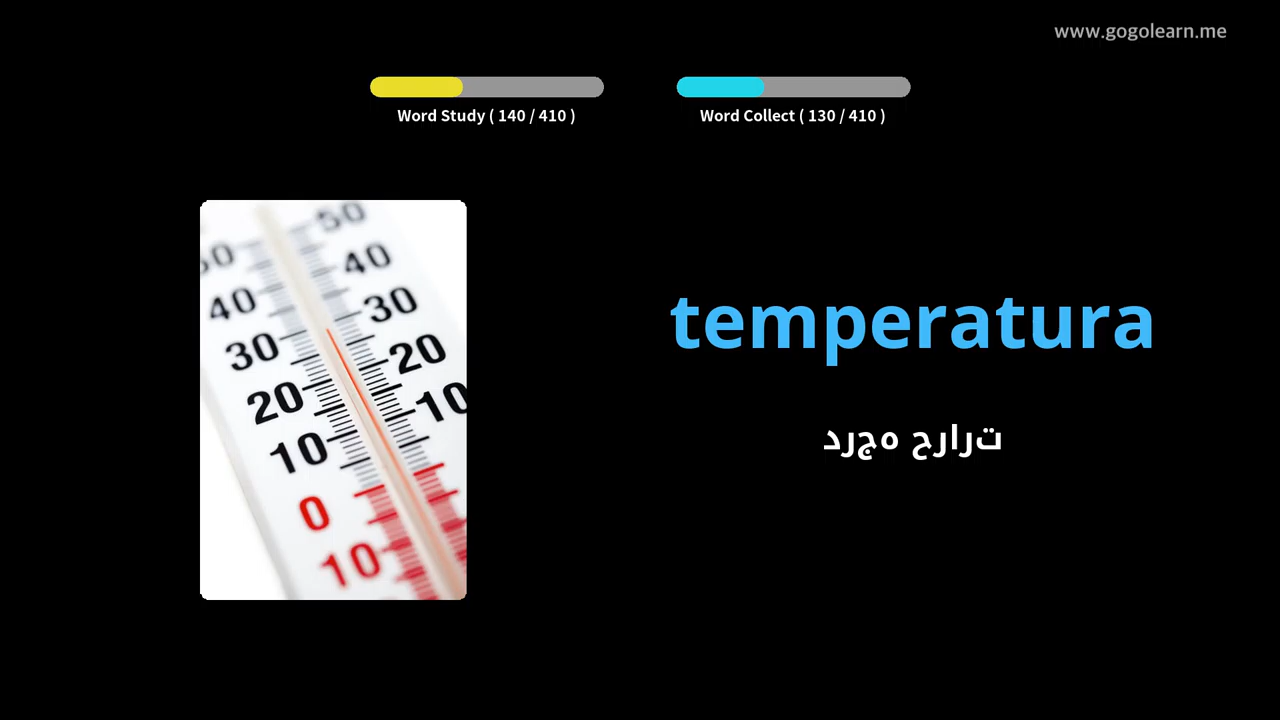 www.gogolearn.me
Word Study ( 140 / 410 )
Word Collect ( 130 / 410 )
50
40
40
30
30
20
20
10
10
0
10
temperatura
درجه حرارت